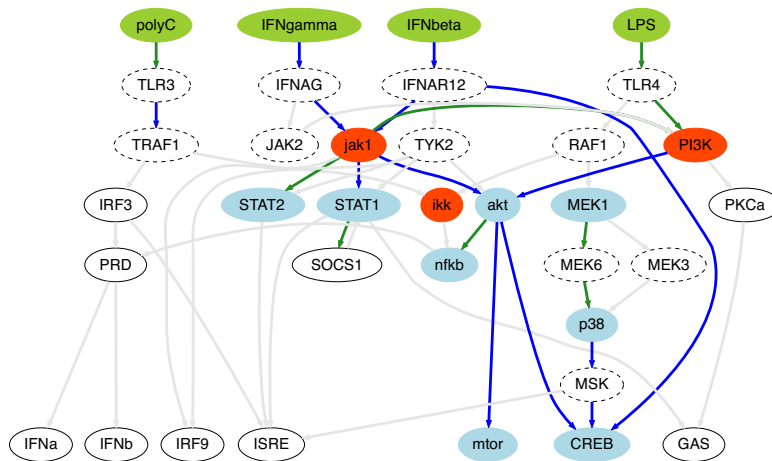 polyC IFNgamma IFNbeta LPS
TLR3 IFNAG IFNAR12 TLR4
TRAF1 JAK2 jak1 TYK2 RAF1 PI3K
IRF3 STAT2 STAT1 ikk akt MEK1 PKCa
PRD SOCS1 nfkb MEK6 MEK3
p38
MSK
IFNa IFNb IRF9 ISRE mtor CREB GAS